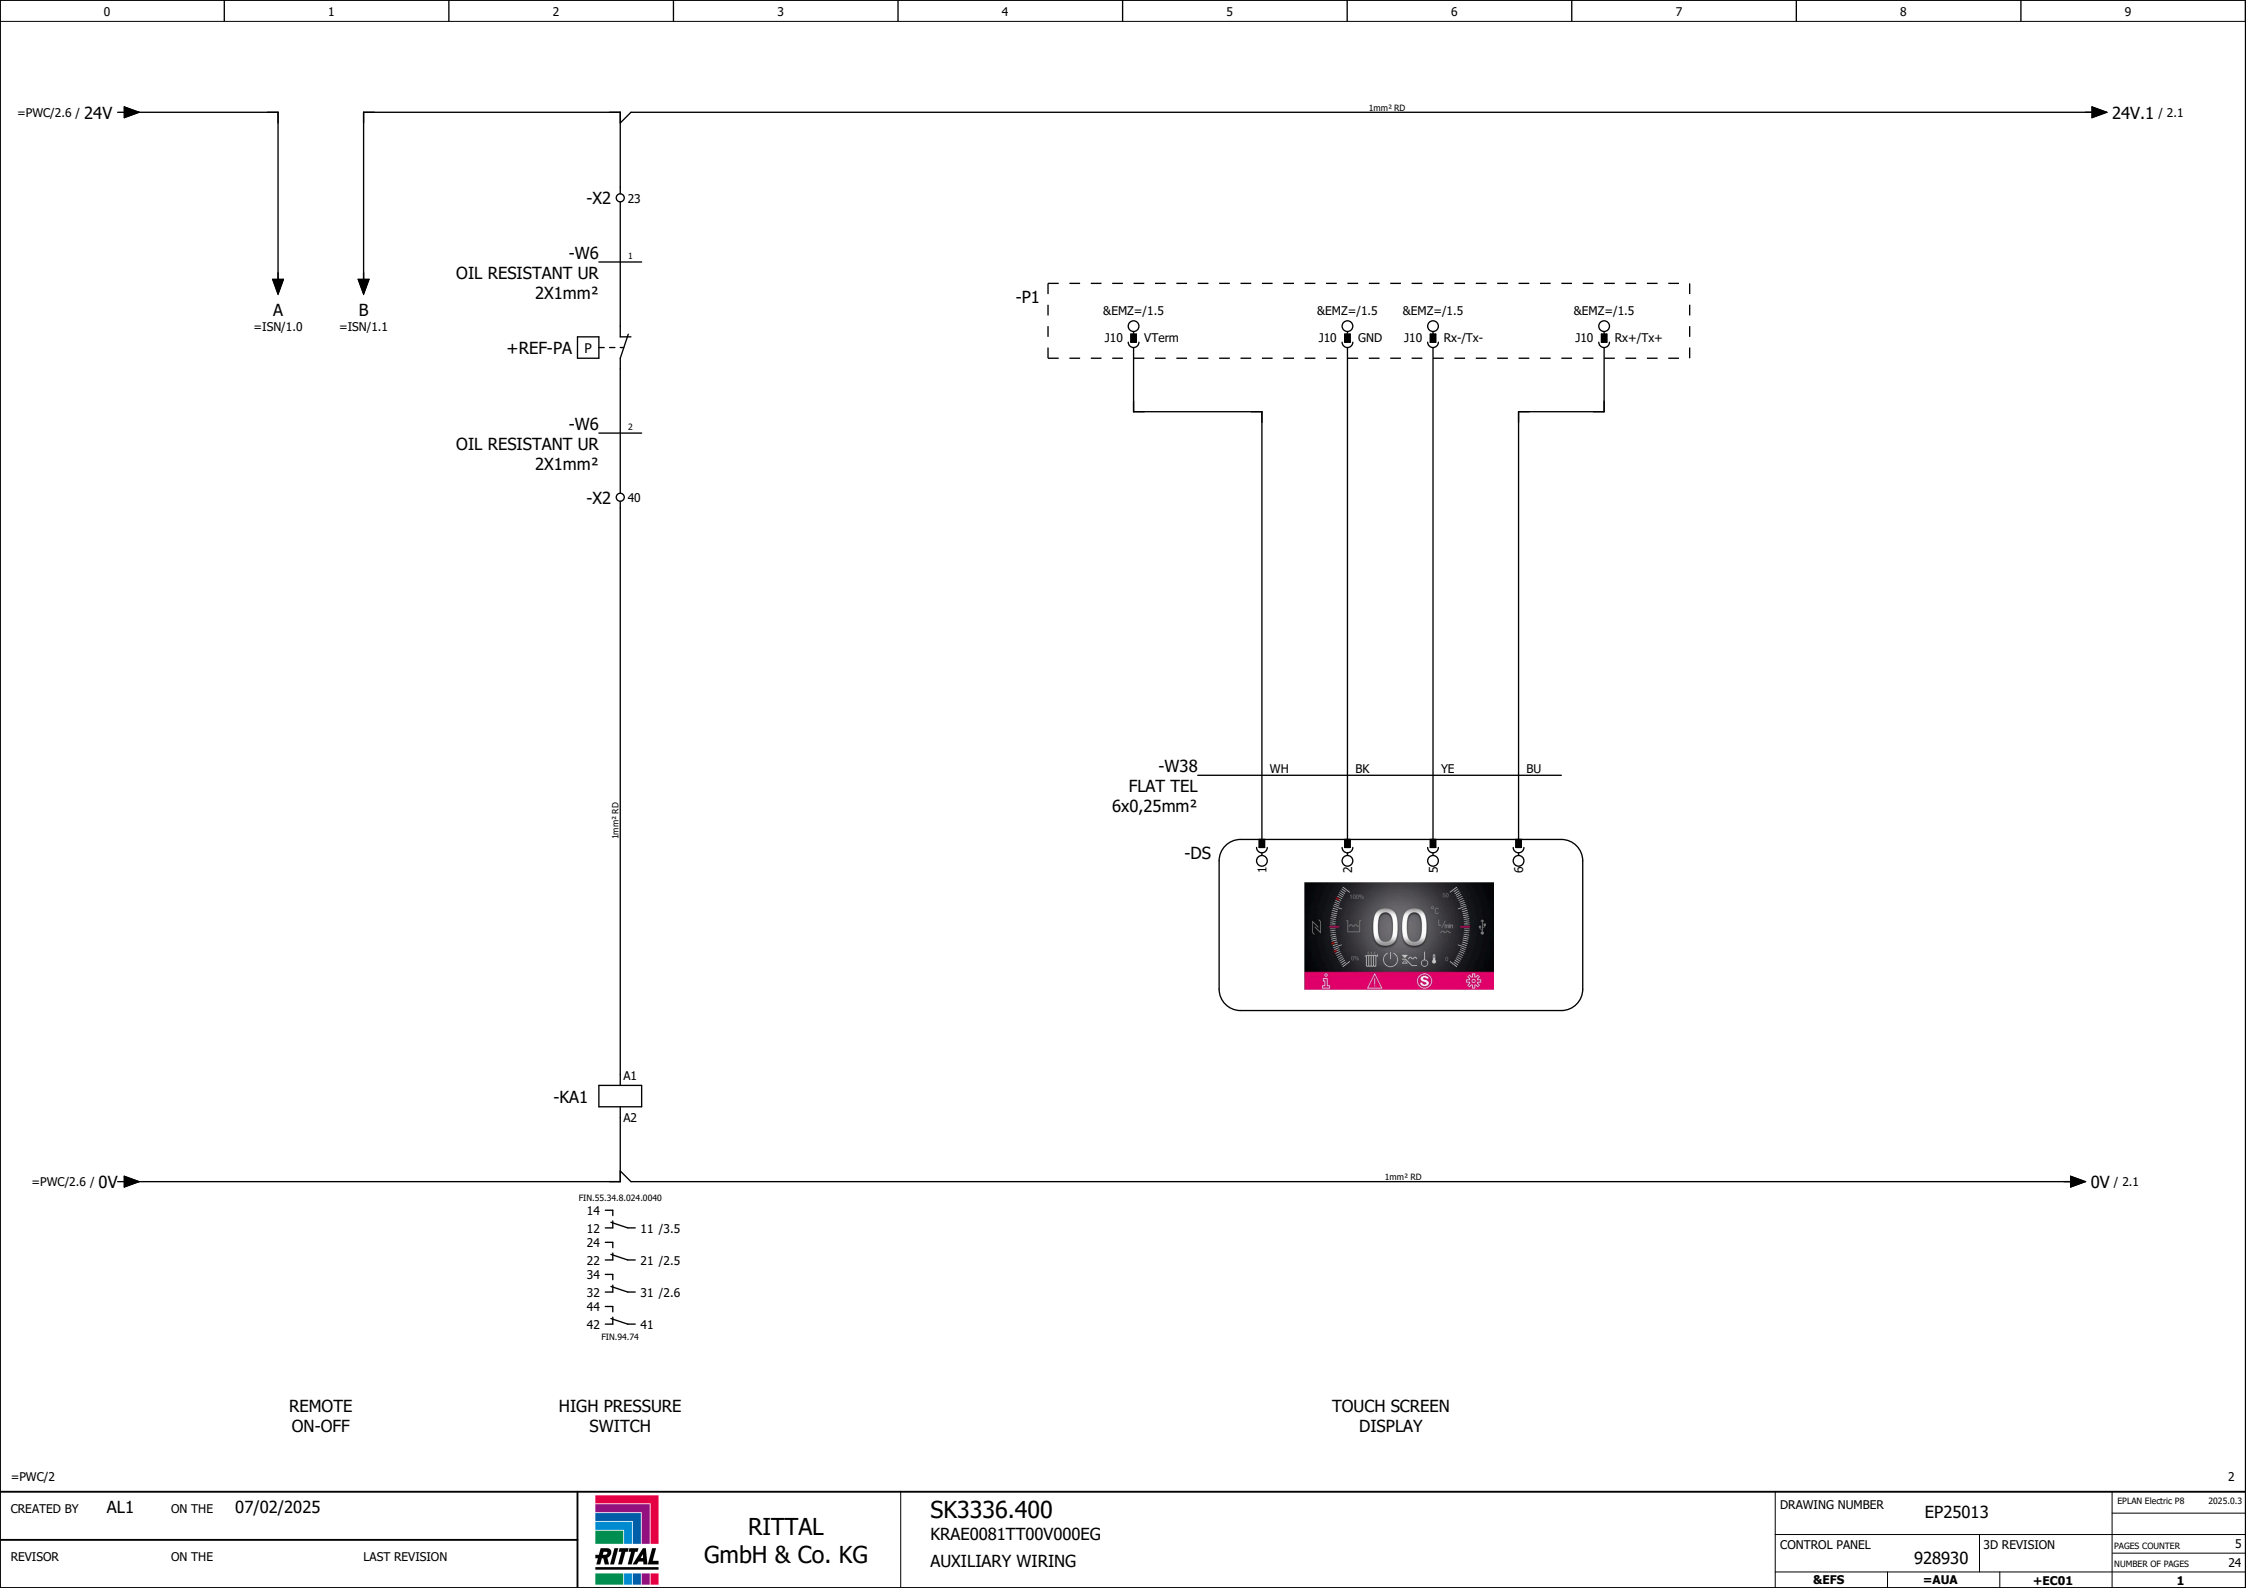 0 1 2 3 4 5 6 7 8 9
=PWC/2.6 / 24V
1mm² RD
24V.1 / 2.1
-X2 23
-W6 1
OIL RESISTANT UR
2X1mm²
A
=ISN/1.0
B
=ISN/1.1
+REF-PA P
-W6 2
OIL RESISTANT UR
2X1mm²
-X2 40
-P1
&EMZ=/1.5 &EMZ=/1.5 &EMZ=/1.5 &EMZ=/1.5
J10 VTerm J10 GND J10 Rx-/Tx- J10 Rx+/Tx+
1mm² RD
-W38 WH BK YE BU
FLAT TEL
6x0,25mm²
-DS 1 2 5 6
100% 50
00 °C
L/min
0% 0
i S
A1
-KA1
A2
=PWC/2.6 / 0V
1mm² RD
0V / 2.1
FIN.55.34.8.024.0040
14
12 11 /3.5
24
22 21 /2.5
34
32 31 /2.6
44
42 41
FIN.94.74
REMOTE
ON-OFF
HIGH PRESSURE
SWITCH
TOUCH SCREEN
DISPLAY
=PWC/2
2
CREATED BY AL1 ON THE 07/02/2025
REVISOR ON THE LAST REVISION
RITTAL
RITTAL
GmbH & Co. KG
SK3336.400
KRAE0081TT00V000EG
AUXILIARY WIRING
DRAWING NUMBER EP25013
EPLAN Electric P8 2025.0.3
CONTROL PANEL 928930
3D REVISION
PAGES COUNTER 5
NUMBER OF PAGES 24
&EFS =AUA +EC01 1